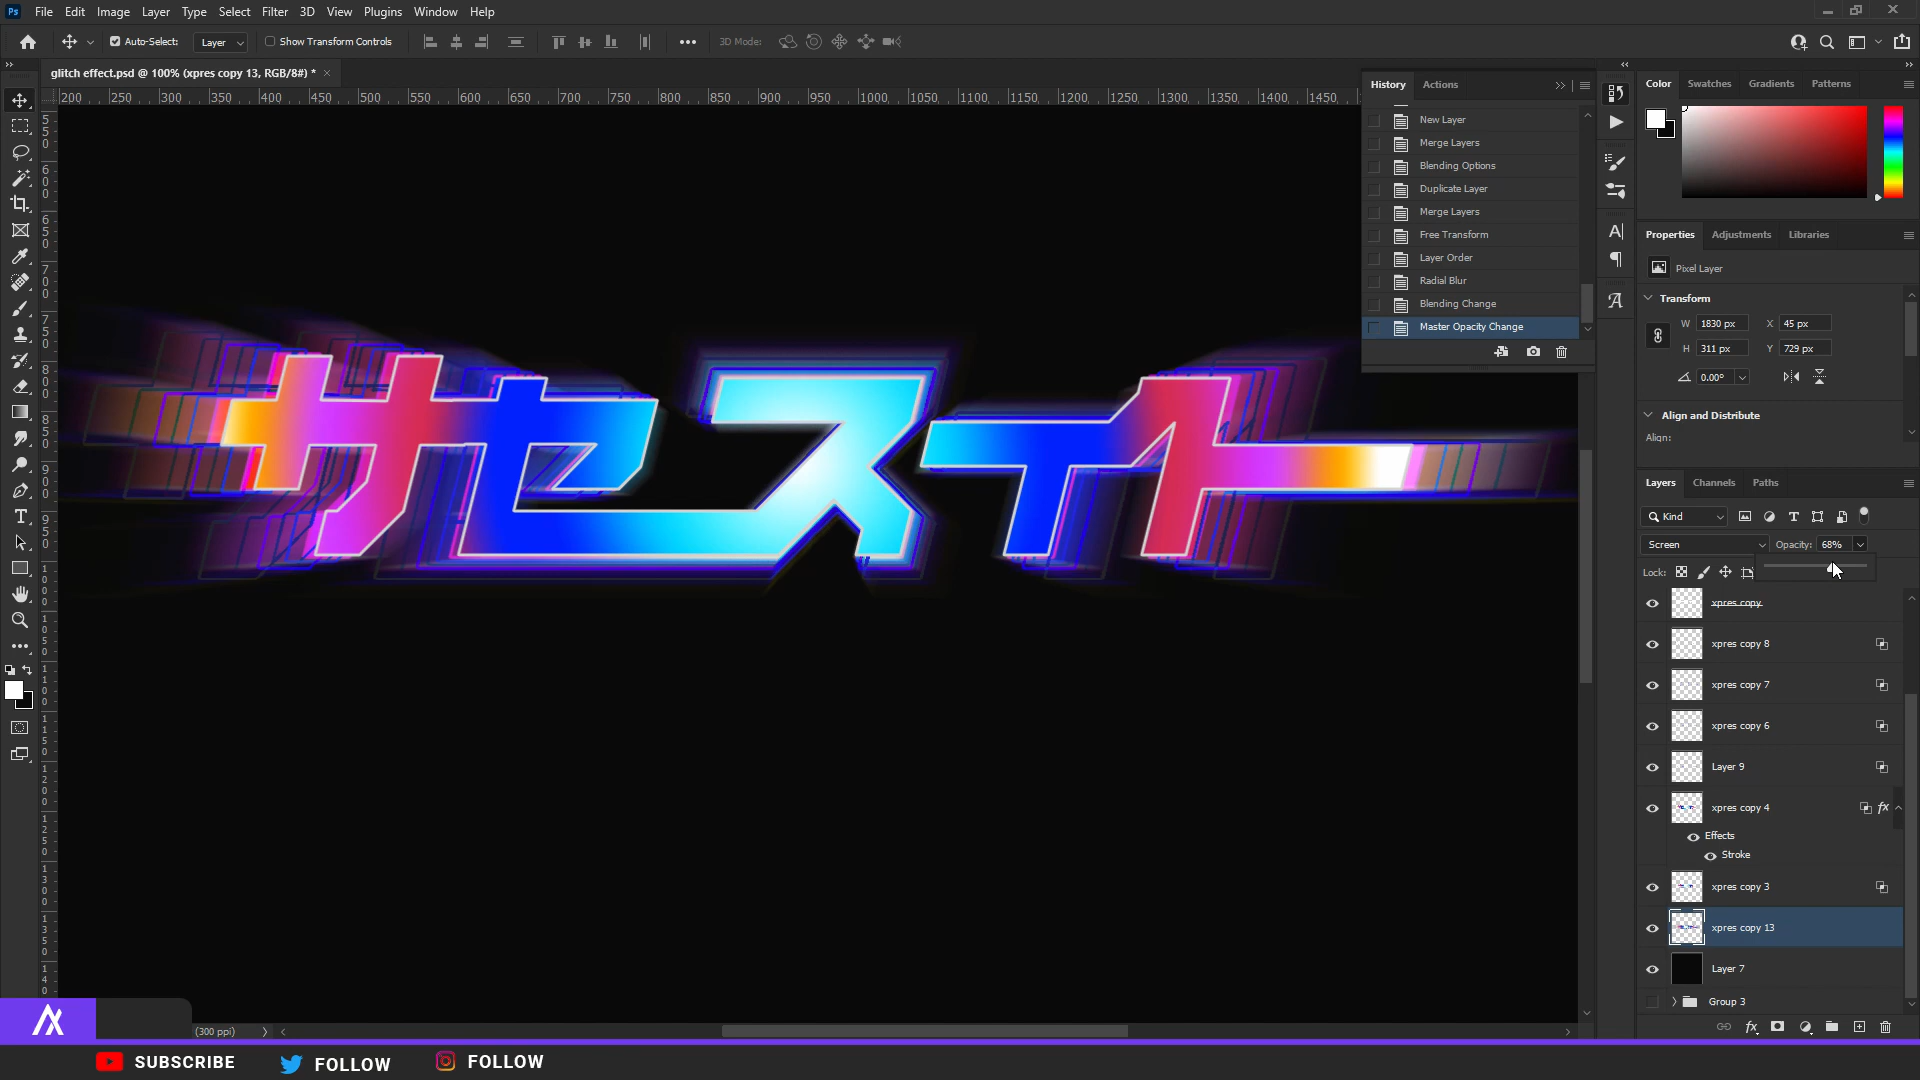 Ps File Edit Image Layer Type Select Filter 3D View Plugins Window Help
Auto-Select: Layer Show Transform Controls 3D Mode:
glitch effect.psd @ 100% (xpres copy 13, RGB/8#) *
200 250 300 350 400 450 500 550 600 650 700 750 800 850 900 950 1000 1050 1100 1150 1200 1250 1300 1350 1400 1450
History Actions
New Layer
Merge Layers
Blending Options
Duplicate Layer
Merge Layers
Free Transform
Layer Order
Radial Blur
Blending Change
Master Opacity Change
Color Swatches Gradients Patterns
Properties Adjustments Libraries
Pixel Layer
Transform
W 1830 px X 45 px
H 311 px Y 729 px
0.00°
Align and Distribute
Align:
Layers Channels Paths
Kind
Screen Opacity: 68%
Lock:
xpres copy
xpres copy 8
xpres copy 7
xpres copy 6
Layer 9
xpres copy 4 fx
Effects
Stroke
xpres copy 3
xpres copy 13
Layer 7
Group 3
(300 ppi)
SUBSCRIBE FOLLOW FOLLOW